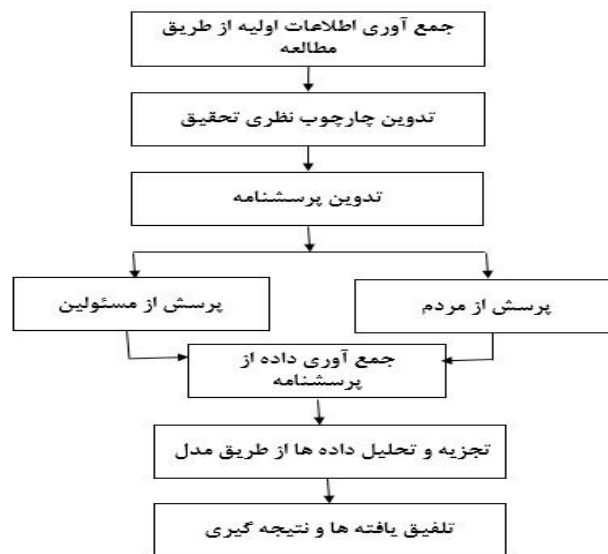 جمع آوری اطلاعات اولیه از طریق
مطالعه
تدوین چارچوب نظری تحقیق
تدوین پرسشنامه
پرسش از مردم
پرسش از مسئولین
جمع آوری داده از
پرسشنامه
تجزیه و تحلیل داده ها از طریق مدل
تلفیق یافته ها و نتیجه گیری